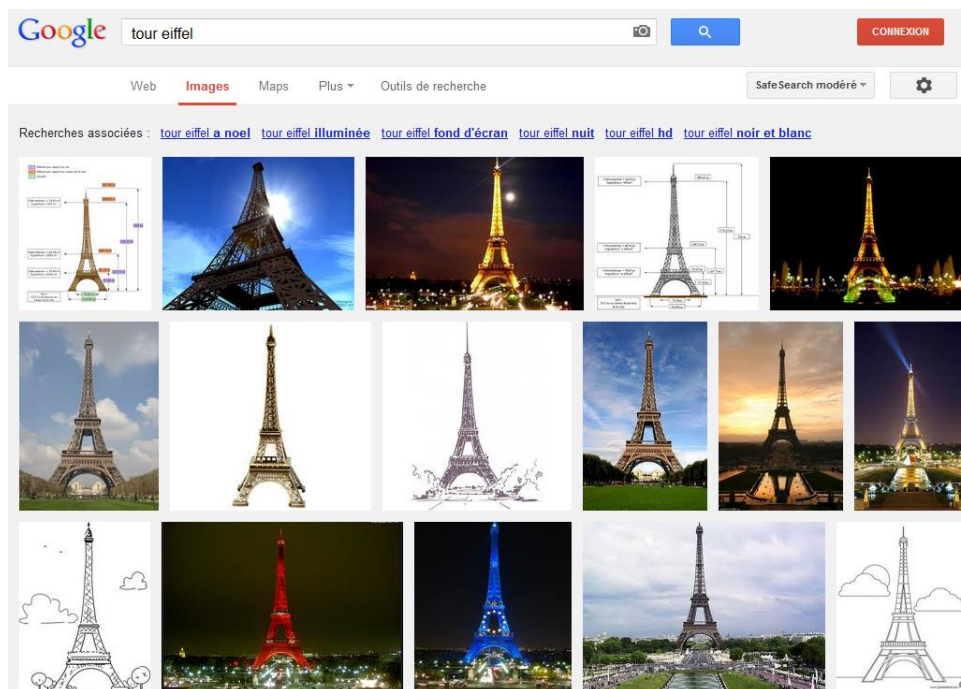 Google
tour eiffel
CONNEXION
Web Images Maps Plus Outils de recherche
SafeSearch modéré
Recherches associées : tour eiffel a noel tour eiffel illuminée tour eiffel fond d'écran tour eiffel nuit tour eiffel hd tour eiffel noir et blanc